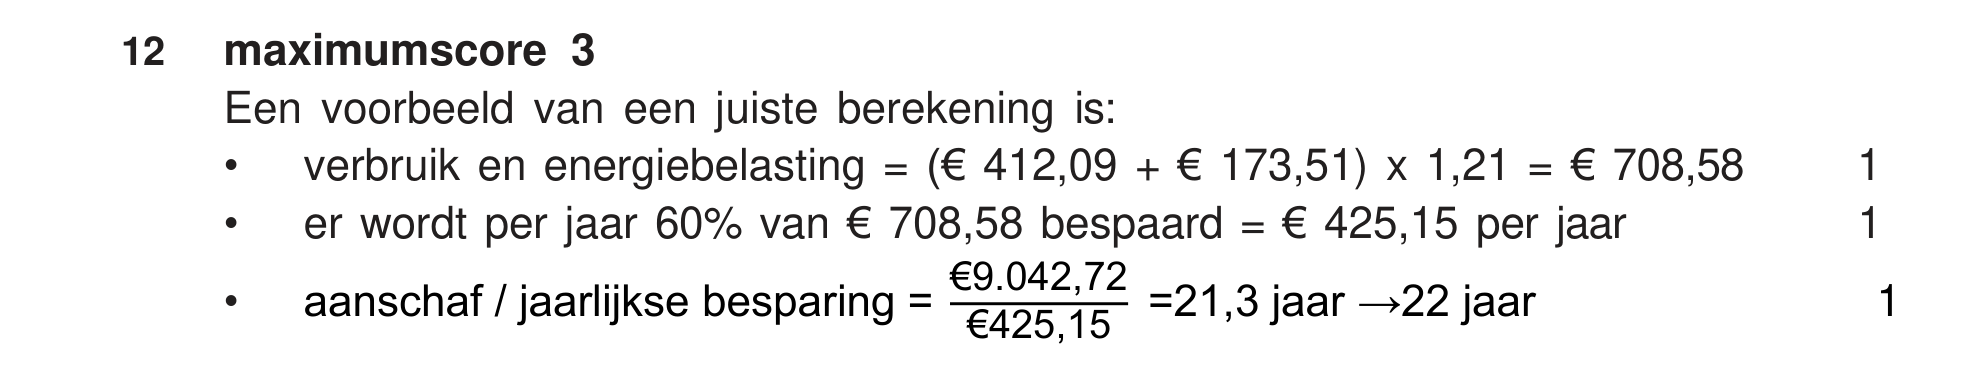 12 maximumscore 3
Een voorbeeld van een juiste berekening is:
• verbruik en energiebelasting = (€ 412,09 + € 173,51) x 1,21 = € 708,58 1
• er wordt per jaar 60% van € 708,58 bespaard = € 425,15 per jaar 1
• aanschaf / jaarlijkse besparing = €9.042,72 / €425,15 =21,3 jaar →22 jaar 1